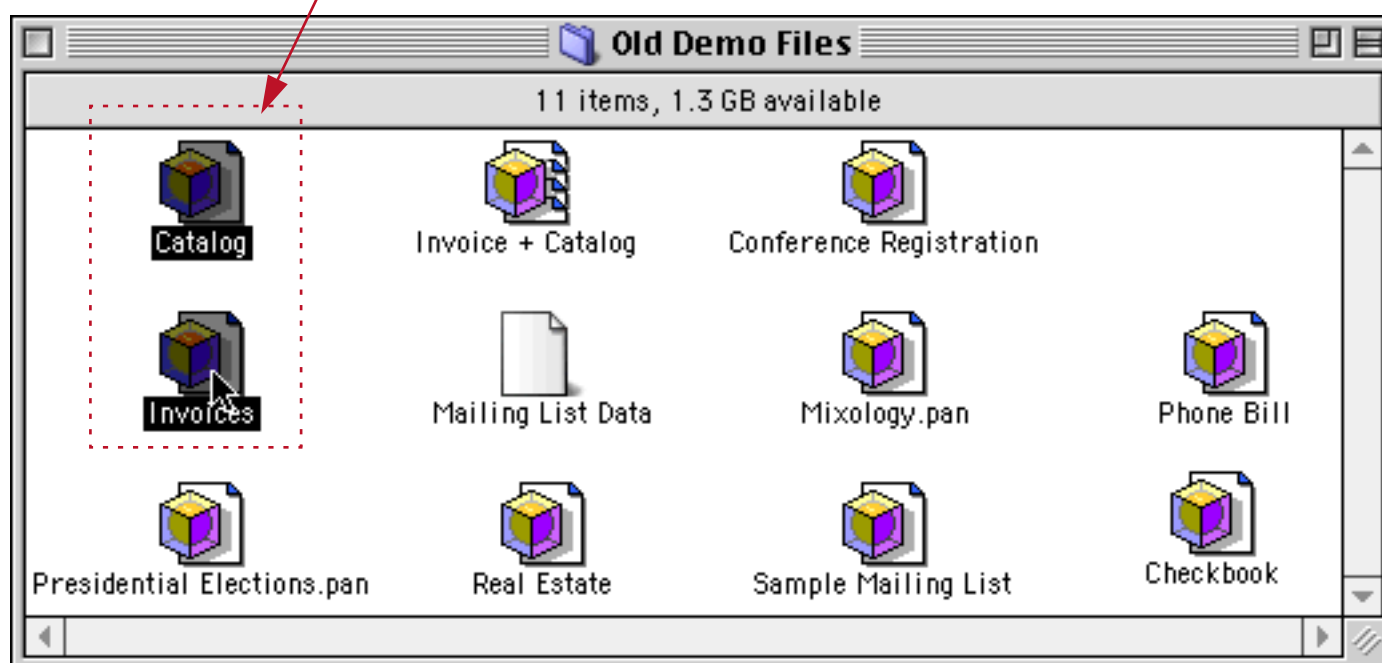 Old Demo Files
11 items, 1.3 GB available
Catalog
Invoice + Catalog
Conference Registration
Invoices
Mailing List Data
Mixology.pan
Phone Bill
Presidential Elections.pan
Real Estate
Sample Mailing List
Checkbook